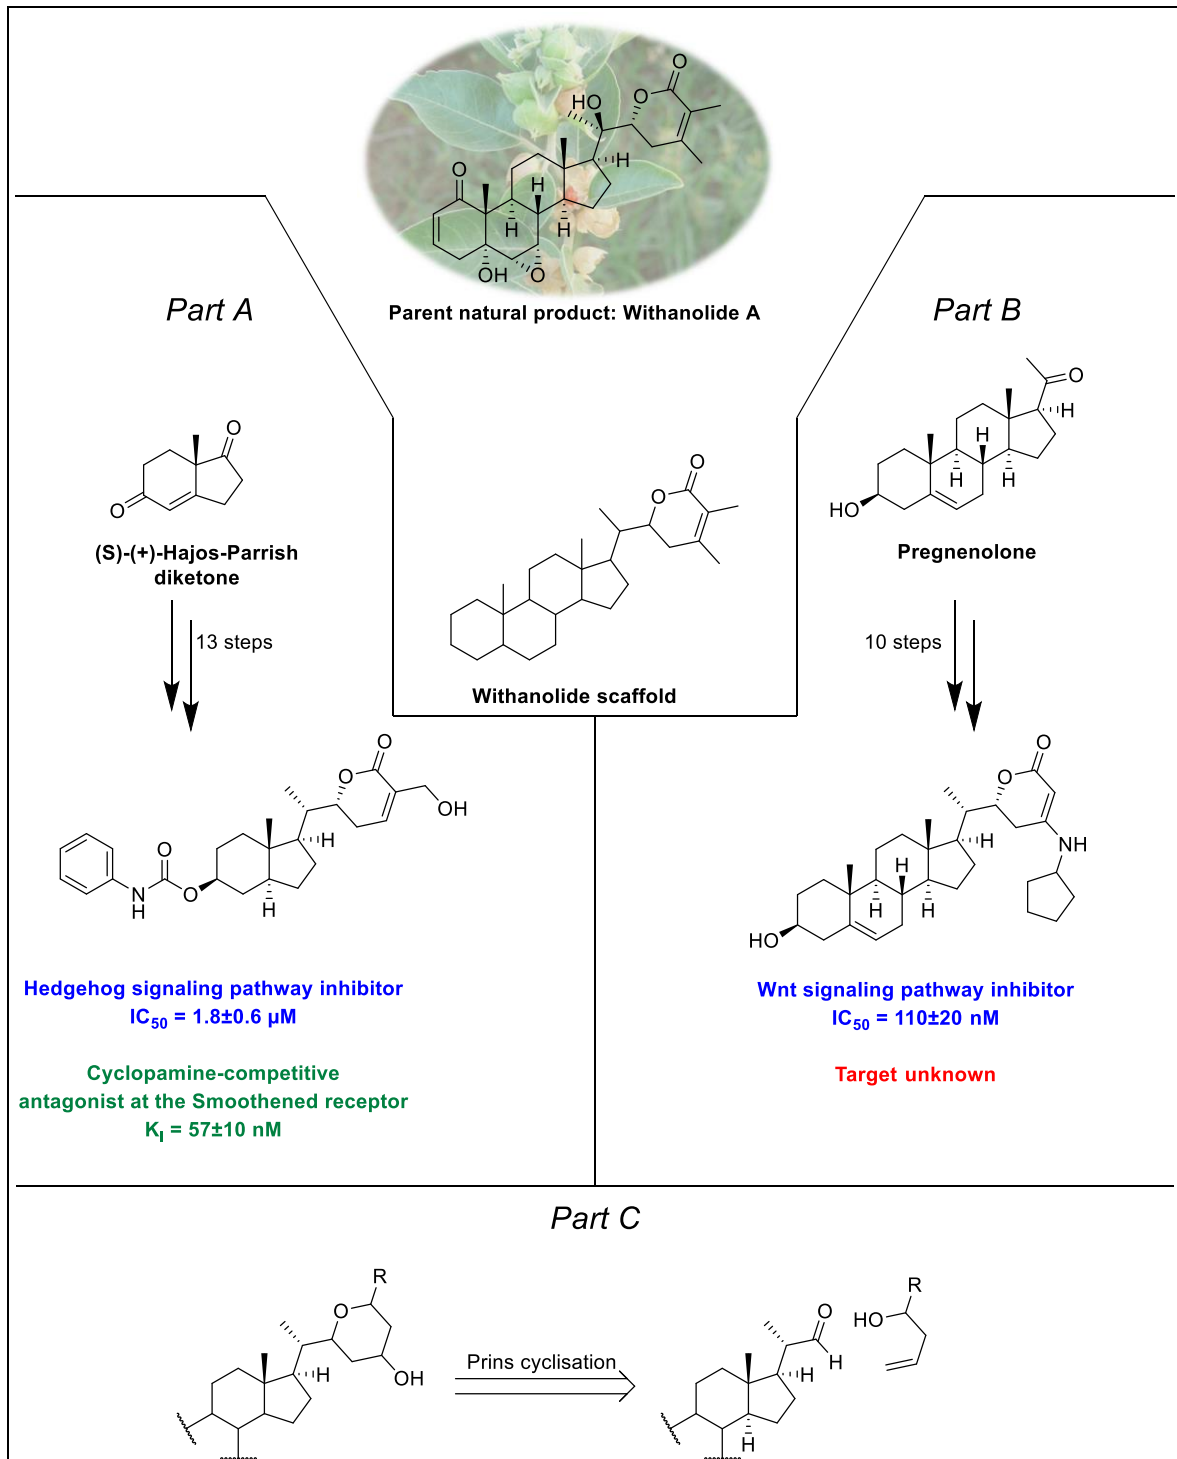 O
HO
O
O
H
O
H
H
H
OH
O
Parent natural product: Withanolide A
Part A
Part B
O
O
(S)-(+)-Hajos-Parrish
diketone
13 steps
O
O
Withanolide scaffold
O
H
H
H
H
HO
Pregnenolone
10 steps
O
O
OH
H
O
N
H
O
H
Hedgehog signaling pathway inhibitor
IC50 = 1.8±0.6 µM
Cyclopamine-competitive
antagonist at the Smoothened receptor
KI = 57±10 nM
O
O
NH
H
H
H
H
HO
Wnt signaling pathway inhibitor
IC50 = 110±20 nM
Target unknown
Part C
R
O
OH
H
Prins cyclisation
O
H
H
H
R
HO